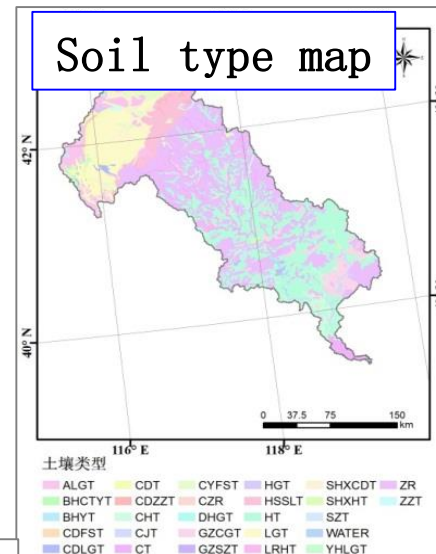 Soil type map
42° N
40° N
0 37.5 75 150
km
116° E 118° E
土壤类型
ALGT CDT CYFST HGT SHXCDT ZR
BHCTYT CDZZT CZR HSSLT SHXHT ZZT
BHYT CHT DHGT HT SZT
CDFST CJT GZCGT LGT WATER
CDLGT CT GZSZT LRHT YHLGT